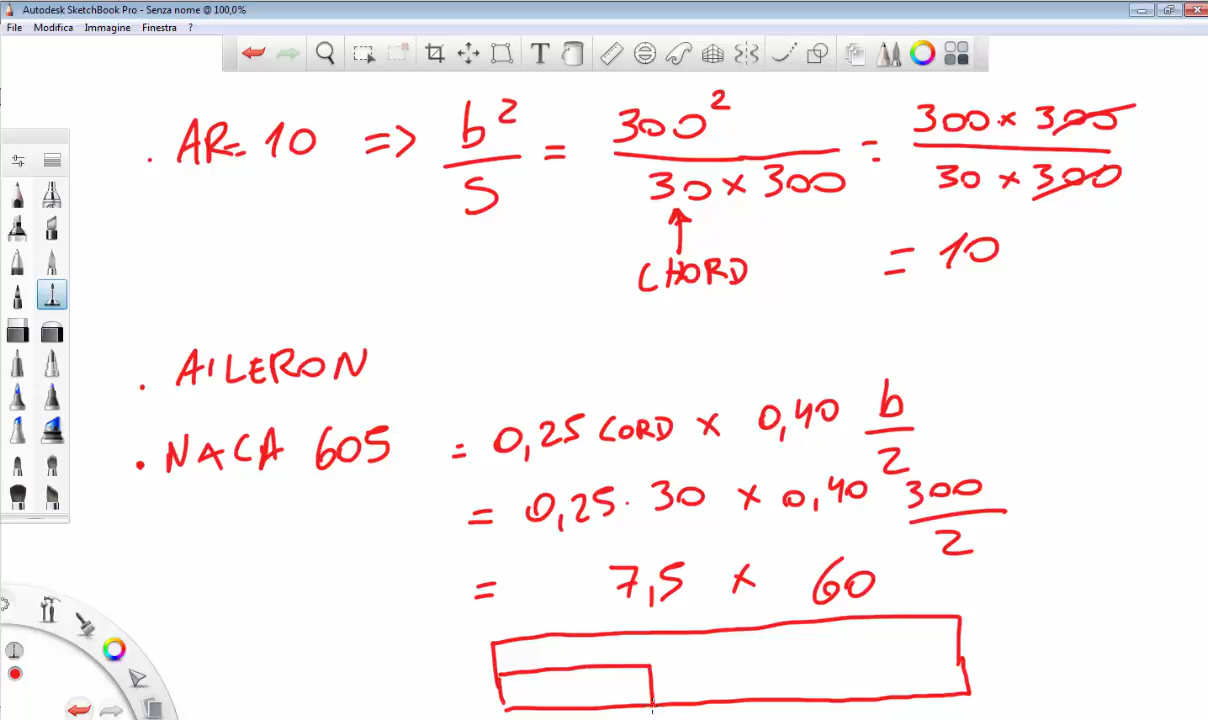 Autodesk SketchBook Pro - Senza nome @ 100,0%
File Modifica Immagine Finestra ?
. AR= 10 => b² / S = 300² / 30 x 300 = 300 x 300 / 30 x 300
CHORD = 10
. AILERON
. NACA 605 = 0,25 CORD x 0,40 b / 2
= 0,25 · 30 x 0,40 300 / 2
= 7,5 x 60